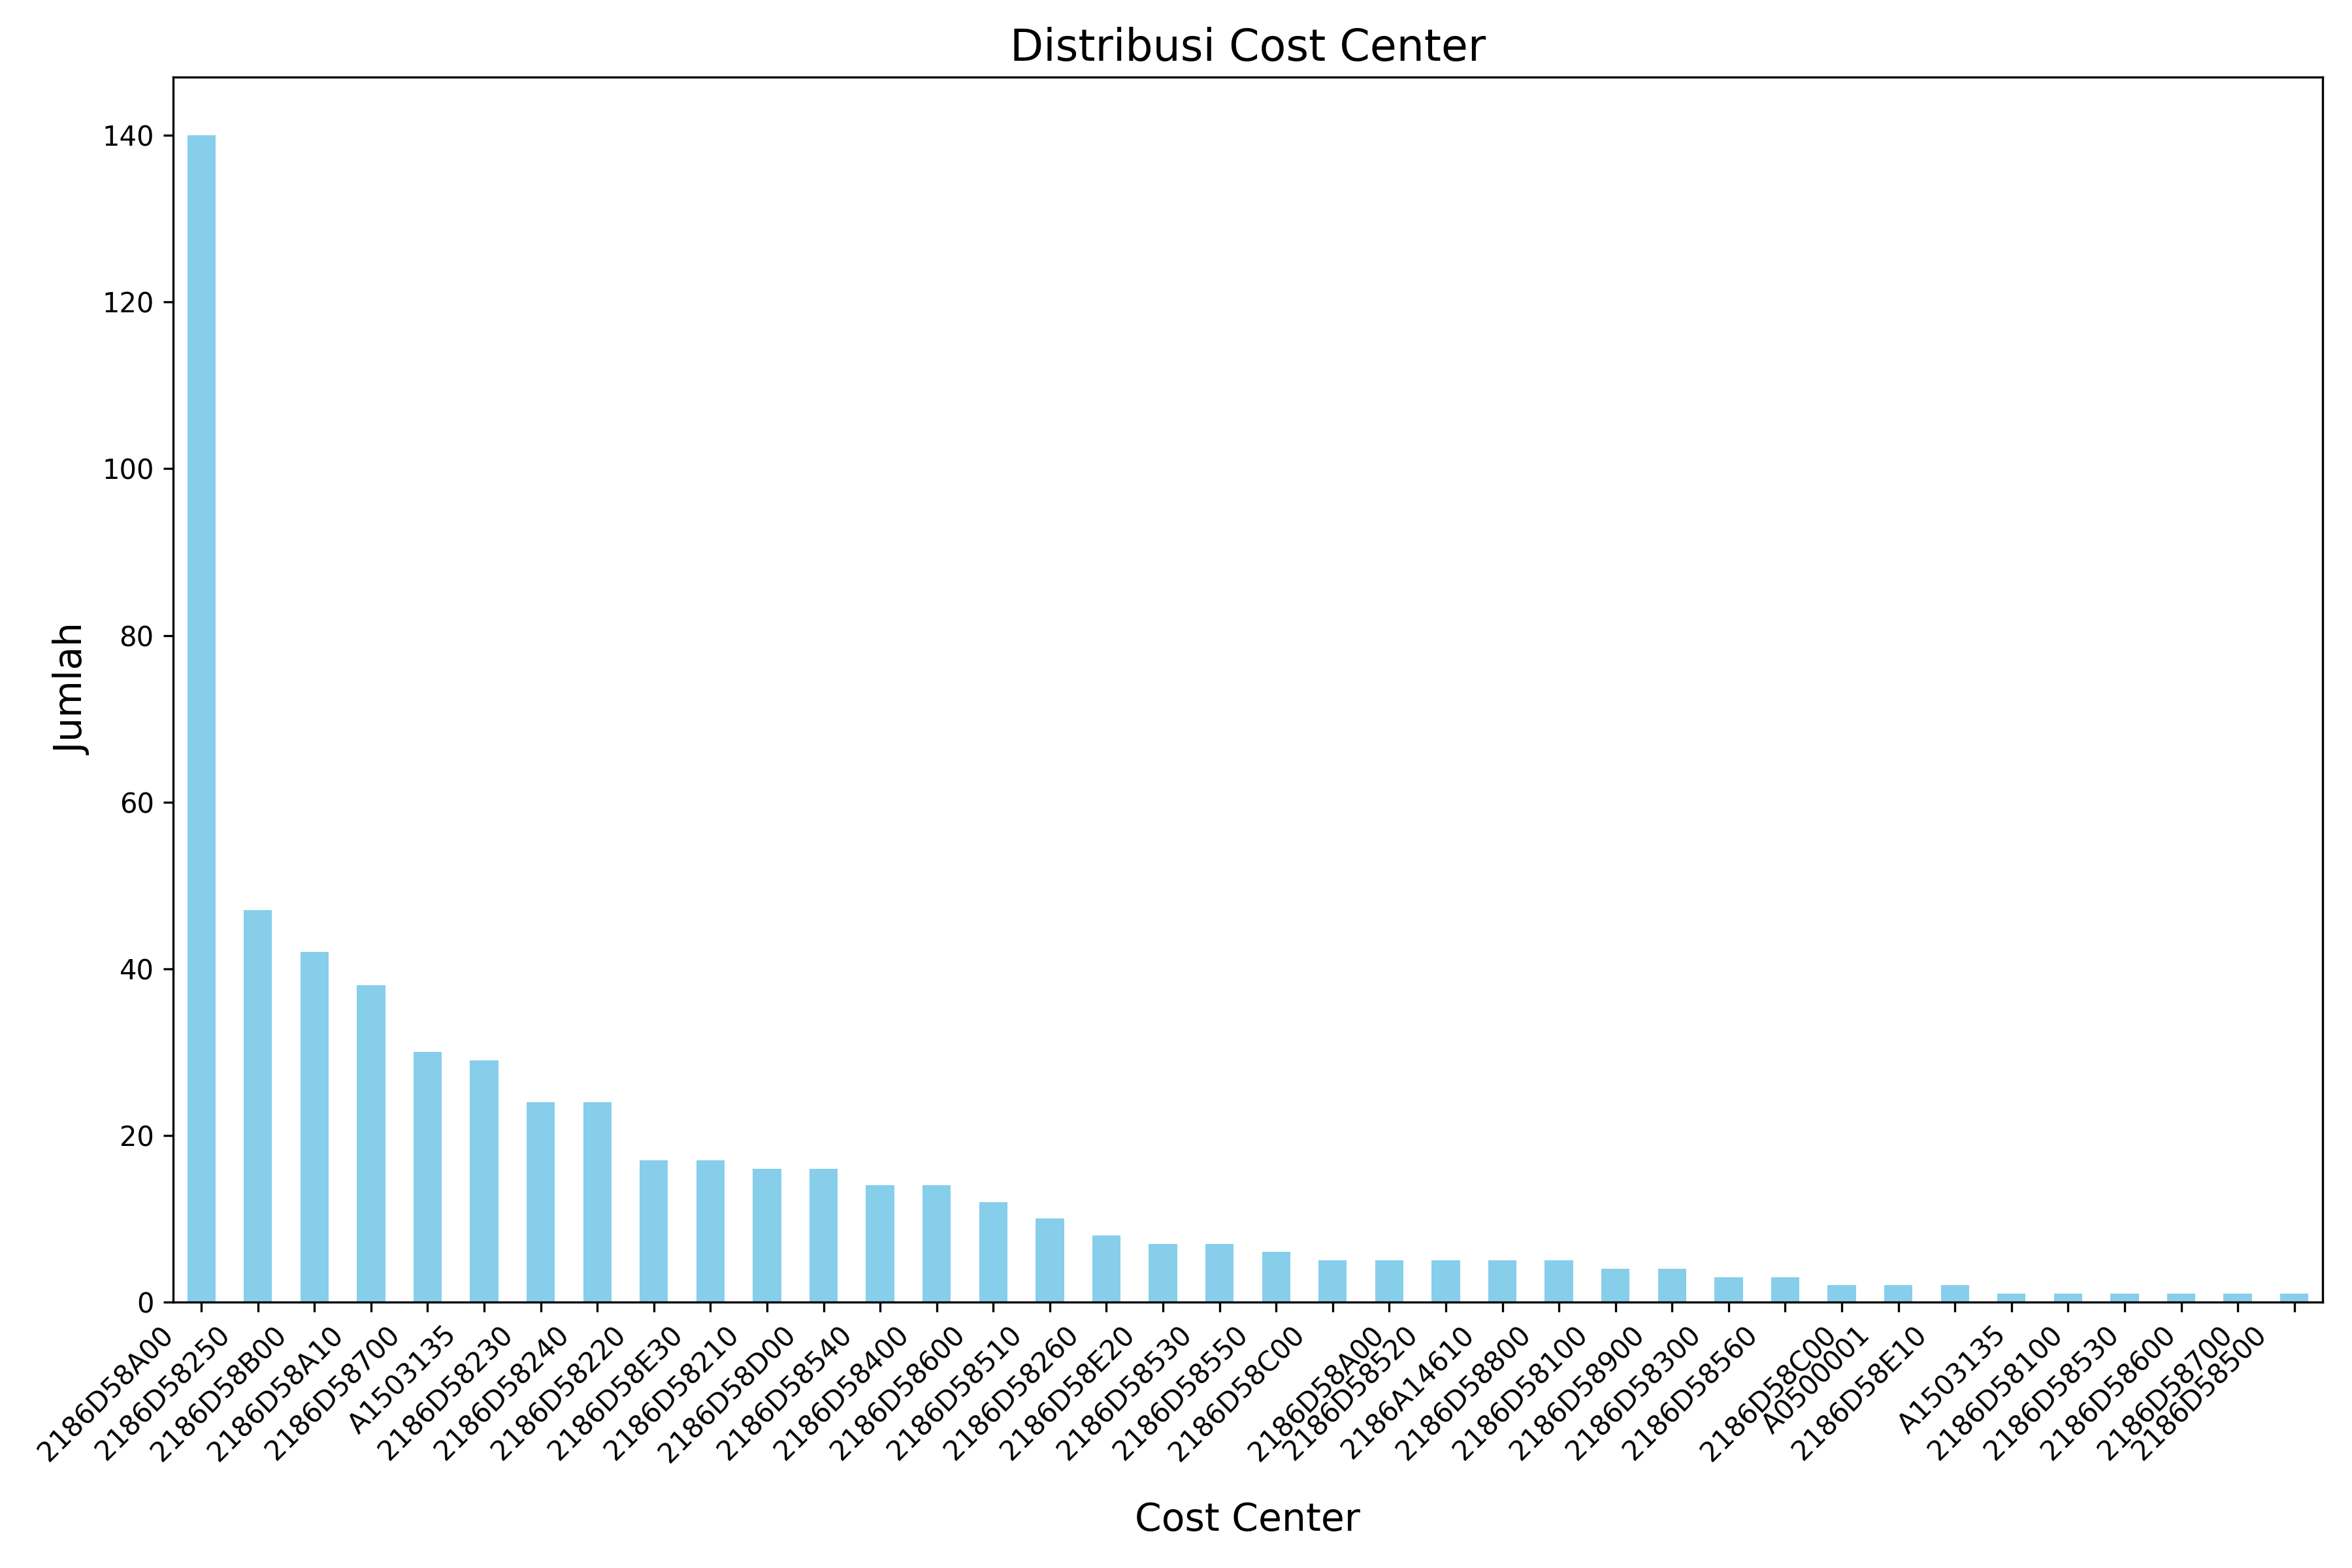 Distribusi Cost Center
Jumlah
140
120
100
80
60
40
20
0
2186D58A00
2186D58250
2186D58B00
2186D58A10
2186D58700
A1503135
2186D58230
2186D58240
2186D58220
2186D58E30
2186D58210
2186D58D00
2186D58540
2186D58400
2186D58600
2186D58510
2186D58260
2186D58E20
2186D58530
2186D58550
2186D58C00
2186D58A00
2186D58520
2186A14610
2186D58800
2186D58100
2186D58900
2186D58300
2186D58560
2186D58C00
A0500001
2186D58E10
A1503135
2186D58100
2186D58530
2186D58600
2186D58700
2186D58500
Cost Center